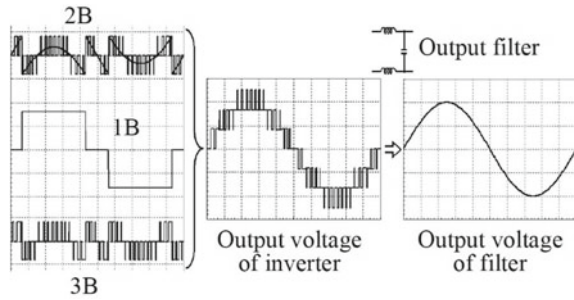 2B
1B
3B
Output filter
Output voltage
of inverter
Output voltage
of filter